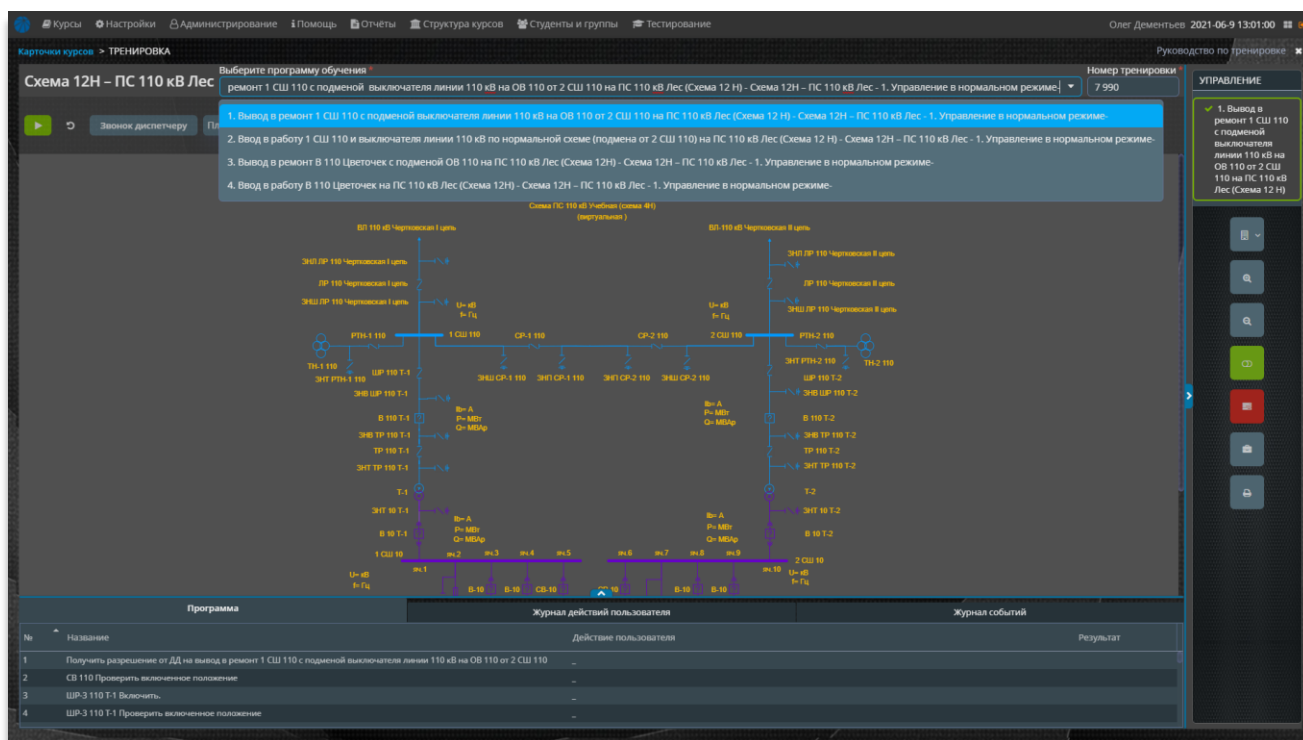 Курсы Настройки Администрирование Помощь Отчёты Структура курсов Студенты и группы Тестирование Олег Дементьев 2021-06-9 13:01:00
Карточки курсов > ТРЕНИРОВКА Руководство по тренировке ×
Схема 12Н – ПС 110 кВ Лес
Выберите программу обучения *
ремонт 1 СШ 110 с подменой выключателя линии 110 кВ на ОВ 110 от 2 СШ 110 на ПС 110 кВ Лес (Схема 12 Н) - Схема 12Н – ПС 110 кВ Лес - 1. Управление в нормальном режиме-
Номер тренировки *
7 990
Звонок диспетчеру
1. Вывод в ремонт 1 СШ 110 с подменой выключателя линии 110 кВ на ОВ 110 от 2 СШ 110 на ПС 110 кВ Лес (Схема 12 Н) - Схема 12Н – ПС 110 кВ Лес - 1. Управление в нормальном режиме-
2. Ввод в работу 1 СШ 110 и выключателя линии 110 кВ по нормальной схеме (подмена от 2 СШ 110) на ПС 110 кВ Лес (Схема 12 Н) - Схема 12Н – ПС 110 кВ Лес - 1. Управление в нормальном режиме-
3. Вывод в ремонт В 110 Цветочек с подменой ОВ 110 на ПС 110 кВ Лес (Схема 12Н) - Схема 12Н – ПС 110 кВ Лес - 1. Управление в нормальном режиме-
4. Ввод в работу В 110 Цветочек на ПС 110 кВ Лес (Схема 12Н) - Схема 12Н – ПС 110 кВ Лес - 1. Управление в нормальном режиме-
УПРАВЛЕНИЕ
1. Вывод в
ремонт 1 СШ 110
с подменой
выключателя
линии 110 кВ на
ОВ 110 от 2 СШ
110 на ПС 110 кВ
Лес (Схема 12 Н)
Схема ПС 110 кВ Учебная (схема 4Н)
(виртуальная )
ВЛ 110 кВ Чертковская I цепь ВЛ-110 кВ Чертковская II цепь
ЗНЛ ЛР 110 Чертковская I цепь ЗНЛ ЛР 110 Чертковская II цепь
ЛР 110 Чертковская I цепь ЛР 110 Чертковская II цепь
ЗНШ ЛР 110 Чертковская I цепь ЗНШ ЛР 110 Чертковская II цепь
U= кВ U= кВ
f= Гц f= Гц
РТН-1 110 1 СШ 110 СР-1 110 СР-2 110 2 СШ 110 РТН-2 110
ТН-1 110 ЗНТ РТН-1 110 ЗНТ РТН-2 110 ТН-2 110
ШР 110 Т-1 ЗНШ СР-1 110 ЗНП СР-1 110 ЗНП СР-2 110 ЗНШ СР-2 110 ШР 110 Т-2
ЗНВ ШР 110 Т-1 ЗНВ ШР 110 Т-2
Ib= А Ib= А
P= МВт P= МВт
Q= МВАр Q= МВАр
В 110 Т-1 В 110 Т-2
ЗНВ ТР 110 Т-1 ЗНВ ТР 110 Т-2
ТР 110 Т-2
ЗНТ ТР 110 Т-1 ЗНТ ТР 110 Т-2
Т-1 Т-2
ЗНТ 10 Т-1 ЗНТ 10 Т-2
Ib= А Ib= А
P= МВт P= МВт
Q= МВАр Q= МВАр
В 10 Т-1 В 10 Т-2
1 СШ 10 яч.2 яч.3 яч.4 яч.5 яч.6 яч.7 яч.8 яч.9 2 СШ 10
яч.1 яч.10
U= кВ U= кВ
f= Гц f= Гц
В-10 В-10 СВ-10 В-10 В-10
Программа Журнал действий пользователя Журнал событий
№ Название Действие пользователя Результат
1 Получить разрешение от ДД на вывод в ремонт 1 СШ 110 с подменой выключателя линии 110 кВ на ОВ 110 от 2 СШ 110 _
2 СВ 110 Проверить включенное положение _
3 ШР-3 110 Т-1 Включить. _
4 ШР-3 110 Т-1 Проверить включенное положение _